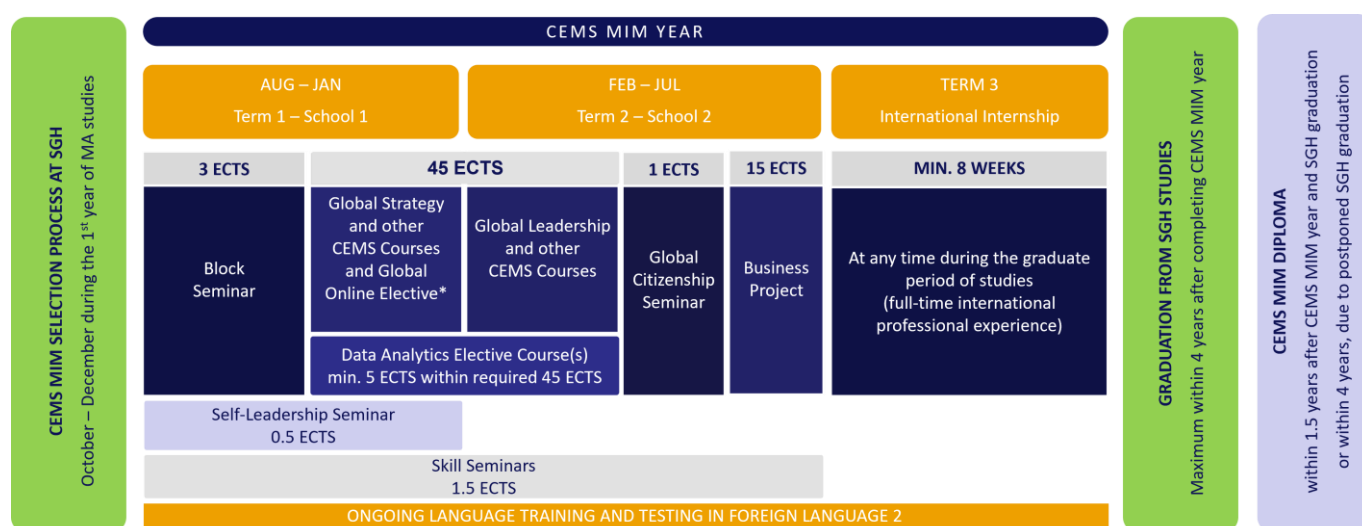 CEMS MIM SELECTION PROCESS AT SGH
October – December during the 1st year of MA studies
CEMS MIM YEAR
AUG – JAN
Term 1 – School 1
FEB – JUL
Term 2 – School 2
TERM 3
International Internship
3 ECTS
45 ECTS
1 ECTS
15 ECTS
MIN. 8 WEEKS
Block
Seminar
Global Strategy
and other
CEMS Courses
and Global
Online Elective*
Global Leadership
and other
CEMS Courses
Data Analytics Elective Course(s)
min. 5 ECTS within required 45 ECTS
Global
Citizenship
Seminar
Business
Project
At any time during the graduate
period of studies
(full-time international
professional experience)
Self-Leadership Seminar
0.5 ECTS
Skill Seminars
1.5 ECTS
ONGOING LANGUAGE TRAINING AND TESTING IN FOREIGN LANGUAGE 2
GRADUATION FROM SGH STUDIES
Maximum within 4 years after completing CEMS MIM year
CEMS MIM DIPLOMA
within 1.5 years after CEMS MIM year and SGH graduation
or within 4 years, due to postponed SGH graduation